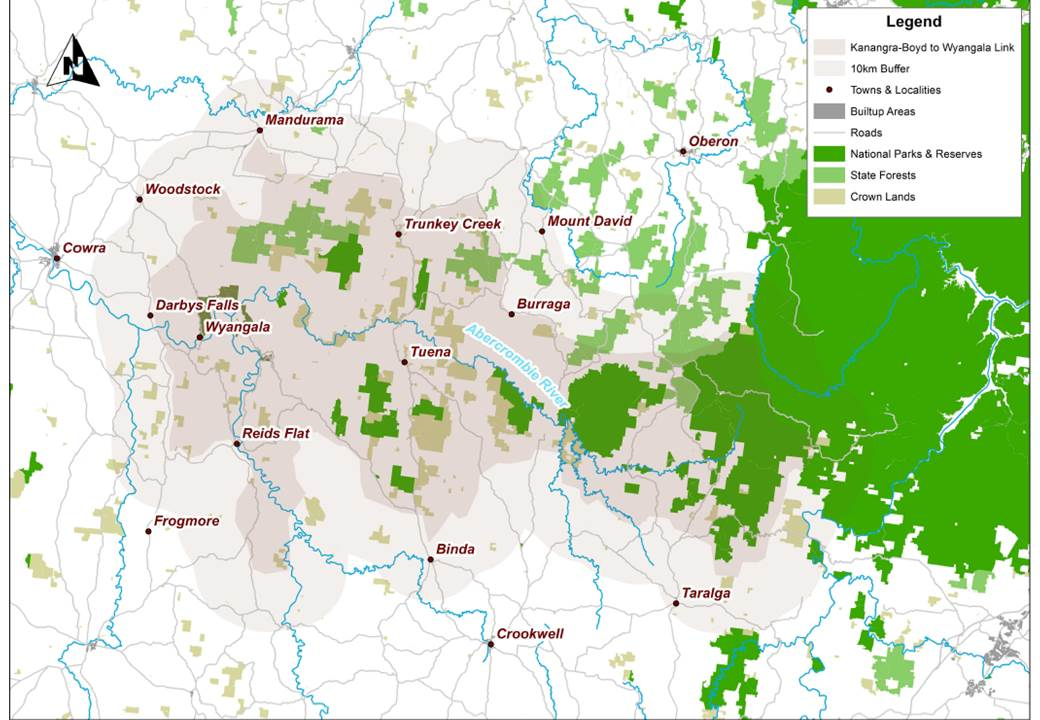 Legend
Kanangra-Boyd to Wyangala Link
10km Buffer
Towns & Localities
Builtup Areas
Roads
National Parks & Reserves
State Forests
Crown Lands
N
Mandurama
Oberon
Woodstock
Trunkey Creek
Mount David
Cowra
Darbys Falls
Burraga
Wyangala
Abercrombie River
Tuena
Reids Flat
Frogmore
Binda
Taralga
Crookwell